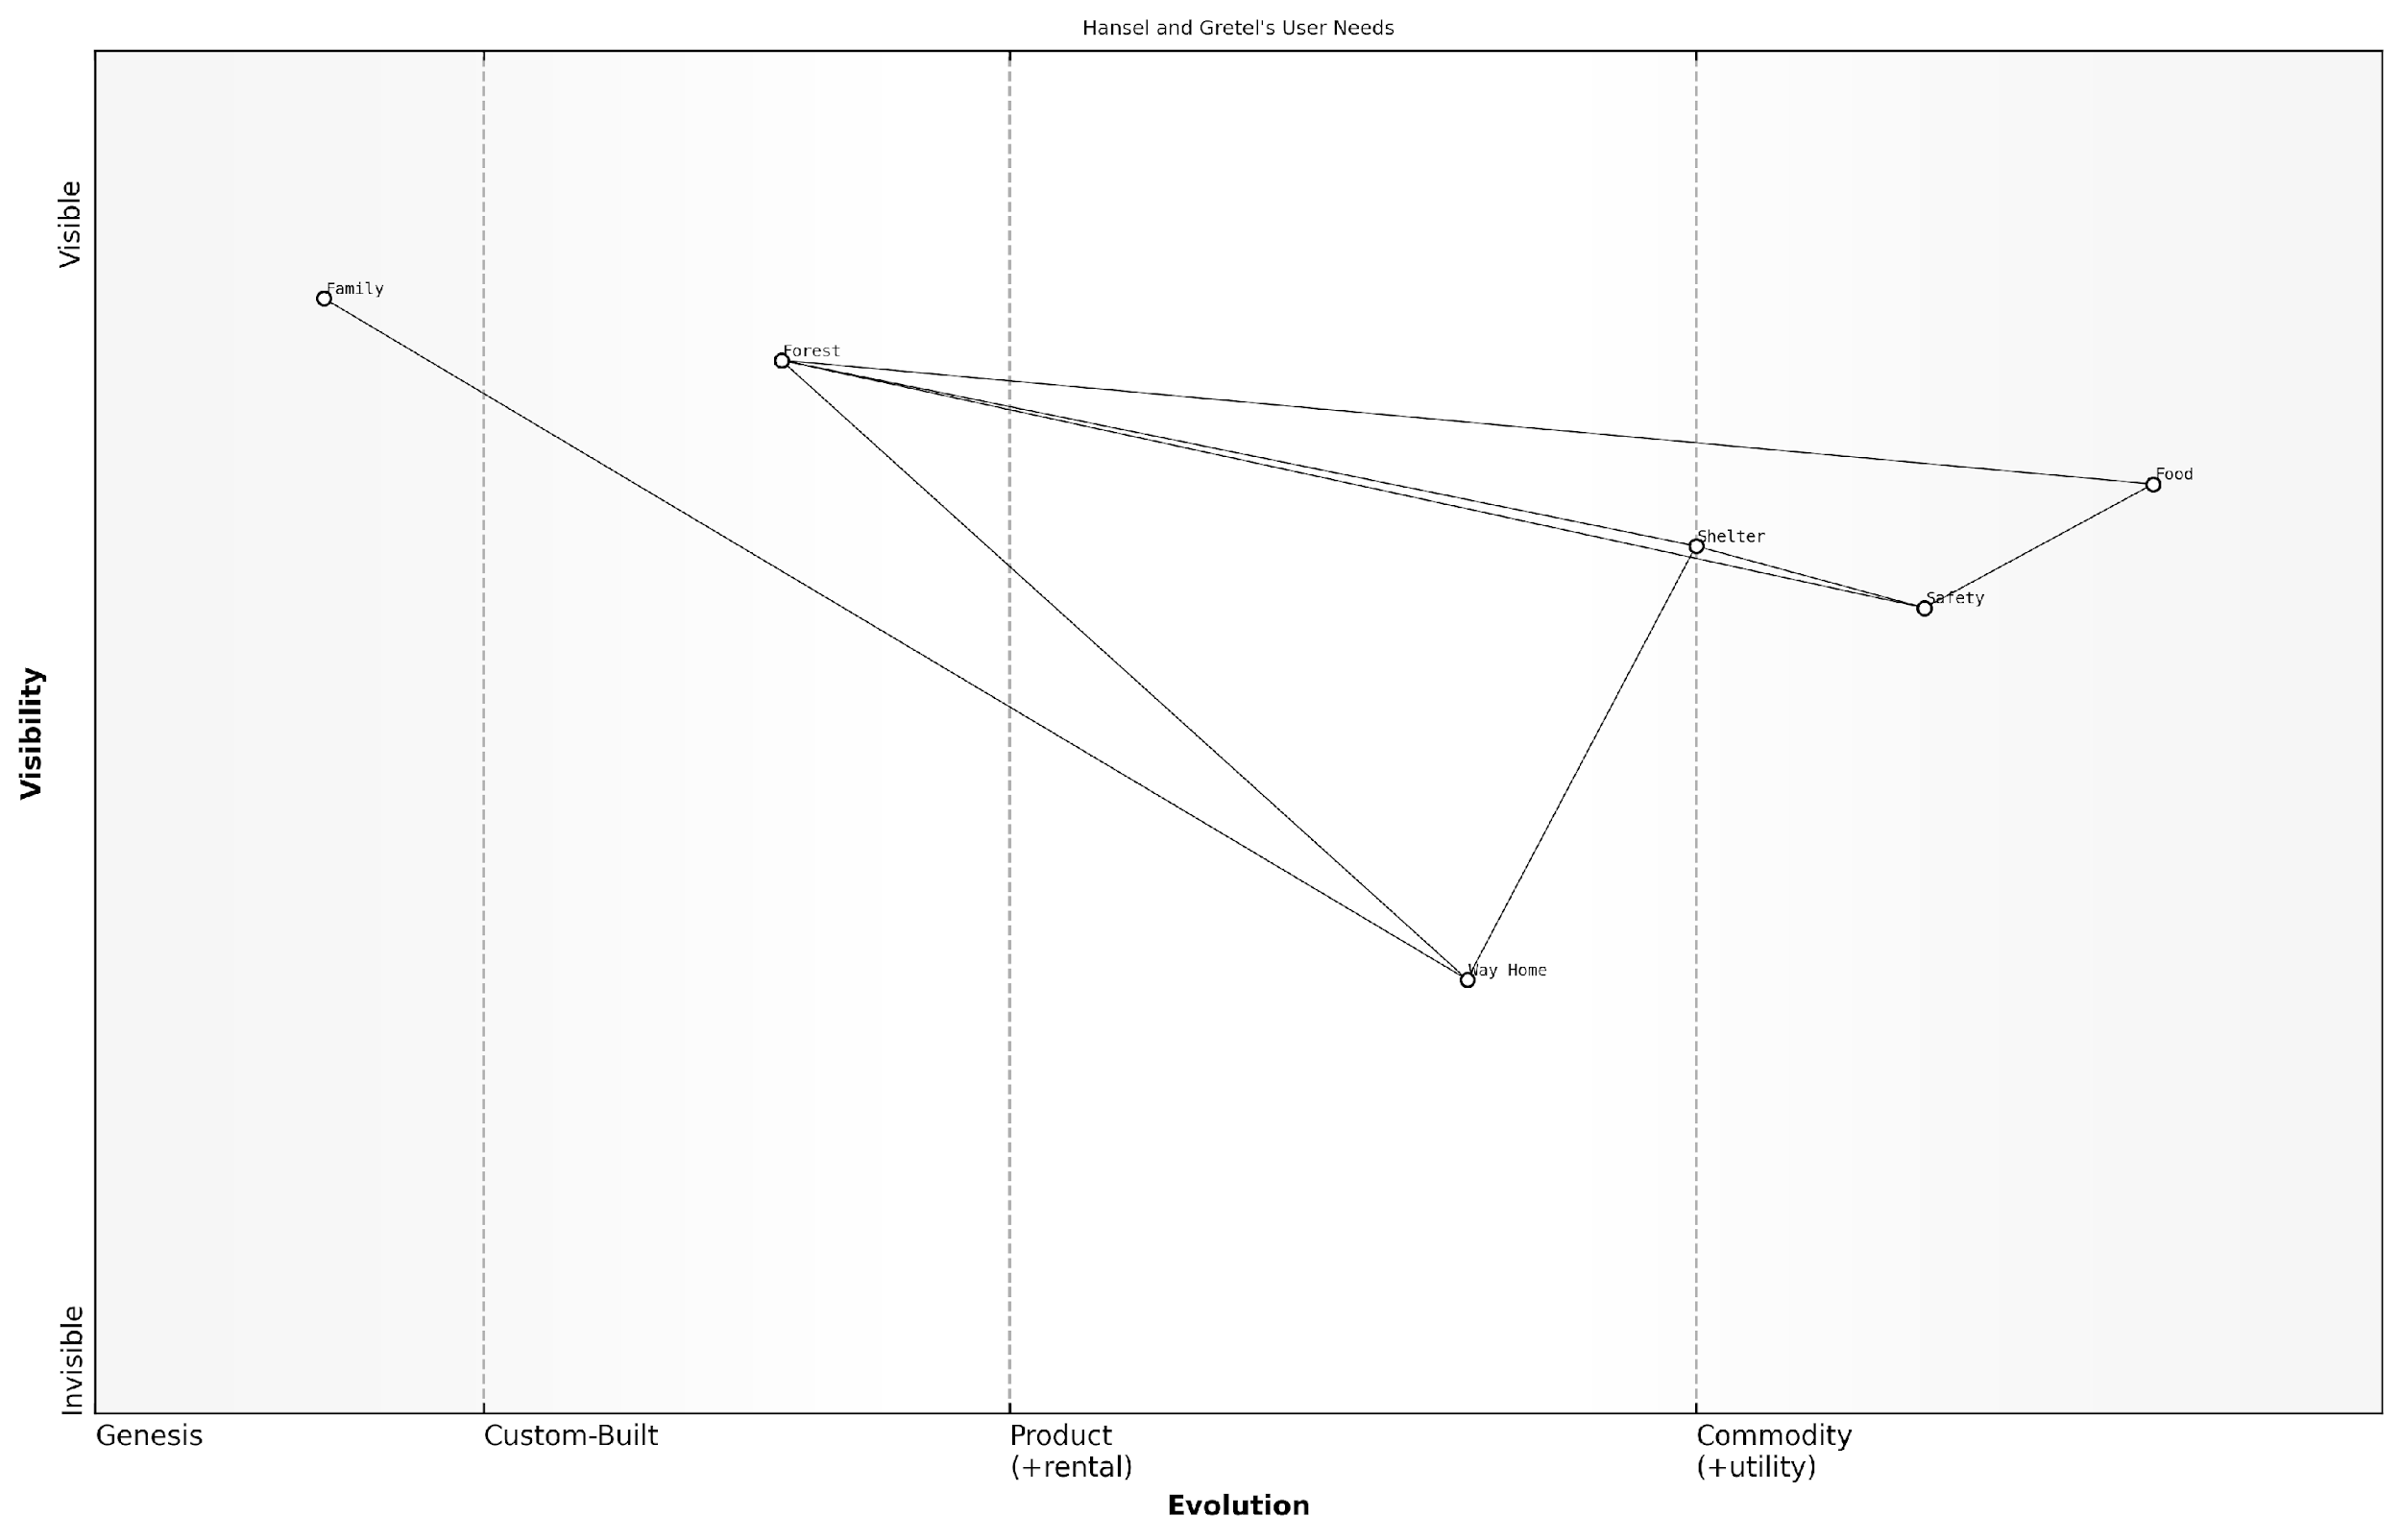 Hansel and Gretel's User Needs
Visible
Family
Forest
Food
Shelter
Safety
Visibility
Way Home
Invisible
Genesis
Custom-Built
Product
(+rental)
Commodity
(+utility)
Evolution